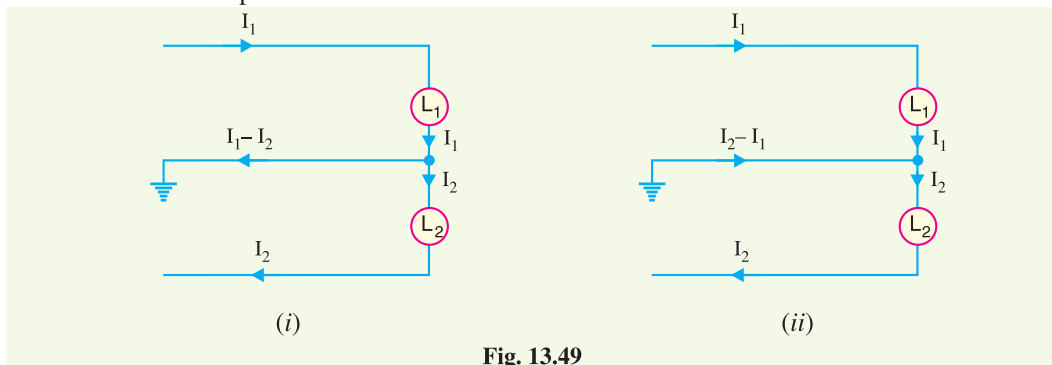 I₁ I₁
L₁ L₁
I₁– I₂ I₁ I₂– I₁ I₁
I₂ I₂
L₂ L₂
I₂ I₂
(i) (ii)
Fig. 13.49